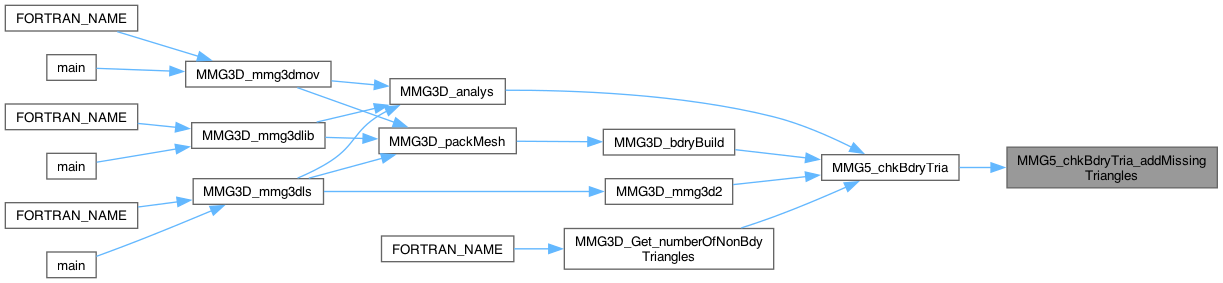 FORTRAN_NAME
main
MMG3D_mmg3dmov
MMG3D_analys
FORTRAN_NAME
MMG3D_mmg3dlib
MMG3D_packMesh
MMG3D_bdryBuild
main
MMG5_chkBdryTria
MMG5_chkBdryTria_addMissing
Triangles
MMG3D_mmg3dls
MMG3D_mmg3d2
FORTRAN_NAME
main
FORTRAN_NAME
MMG3D_Get_numberOfNonBdy
Triangles